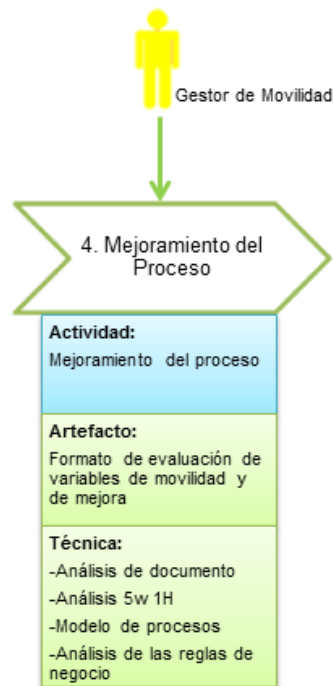 Gestor de Movilidad
4. Mejoramiento del
Proceso
Actividad:
Mejoramiento del proceso
Artefacto:
Formato de evaluación de
variables de movilidad y
de mejora
Técnica:
-Análisis de documento
-Análisis 5w 1H
-Modelo de procesos
-Análisis de las reglas de
negocio